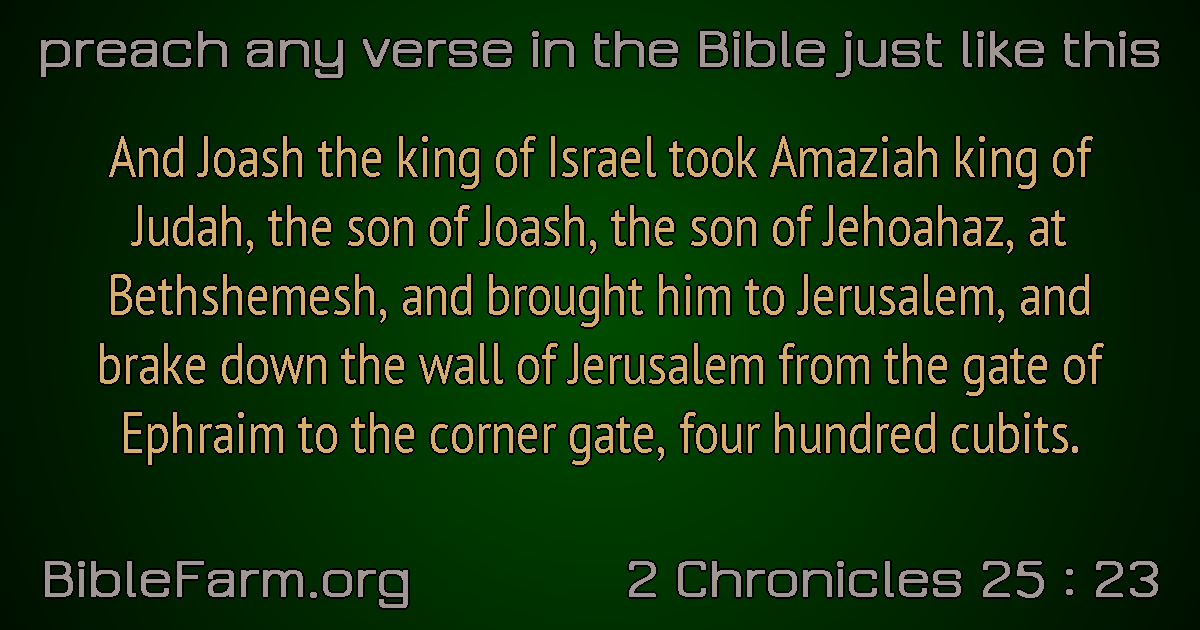 preach any verse in the Bible just like this
And Joash the king of Israel took Amaziah king of
Judah, the son of Joash, the son of Jehoahaz, at
Bethshemesh, and brought him to Jerusalem, and
brake down the wall of Jerusalem from the gate of
Ephraim to the corner gate, four hundred cubits.
BibleFarm.org
2 Chronicles 25 : 23